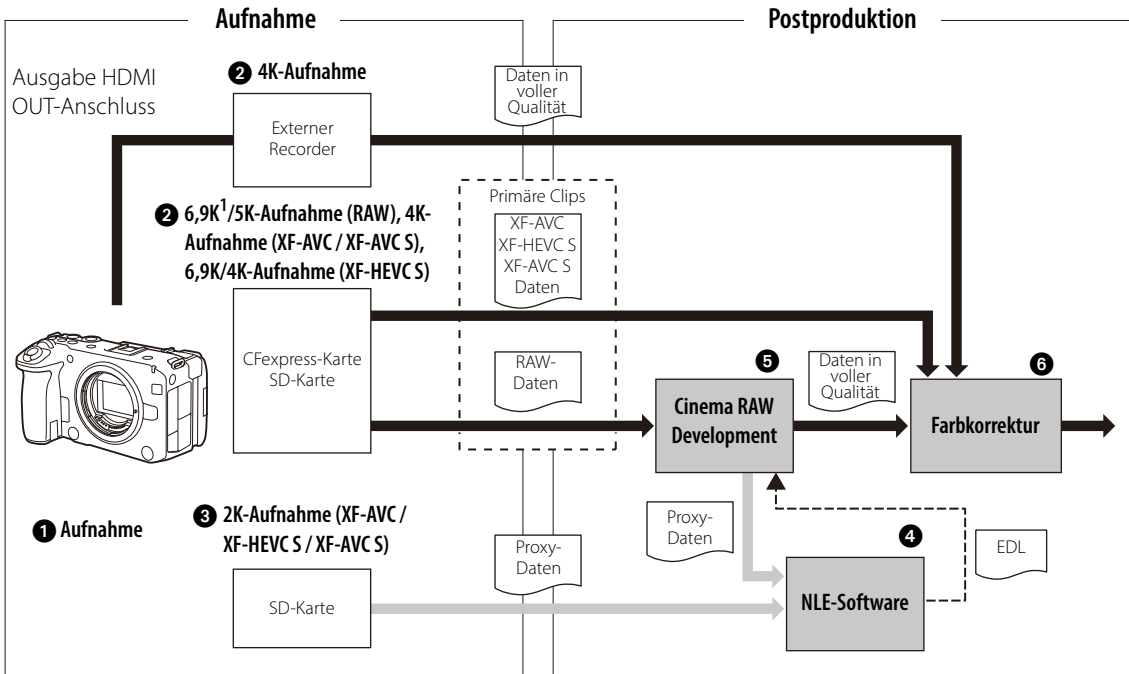 Aufnahme
Postproduktion
Ausgabe HDMI
OUT-Anschluss
❷ 4K-Aufnahme
Externer
Recorder
Daten in
voller
Qualität
❷ 6,9K¹/5K-Aufnahme (RAW), 4K-
Aufnahme (XF-AVC / XF-AVC S),
6,9K/4K-Aufnahme (XF-HEVC S)
Primäre Clips
XF-AVC
XF-HEVC S
XF-AVC S
Daten
CFexpress-Karte
SD-Karte
RAW-
Daten
❺
Cinema RAW
Development
Daten in
voller
Qualität
❻
Farbkorrektur
❶ Aufnahme
❸ 2K-Aufnahme (XF-AVC /
XF-HEVC S / XF-AVC S)
SD-Karte
Proxy-
Daten
Proxy-
Daten
❹
NLE-Software
EDL